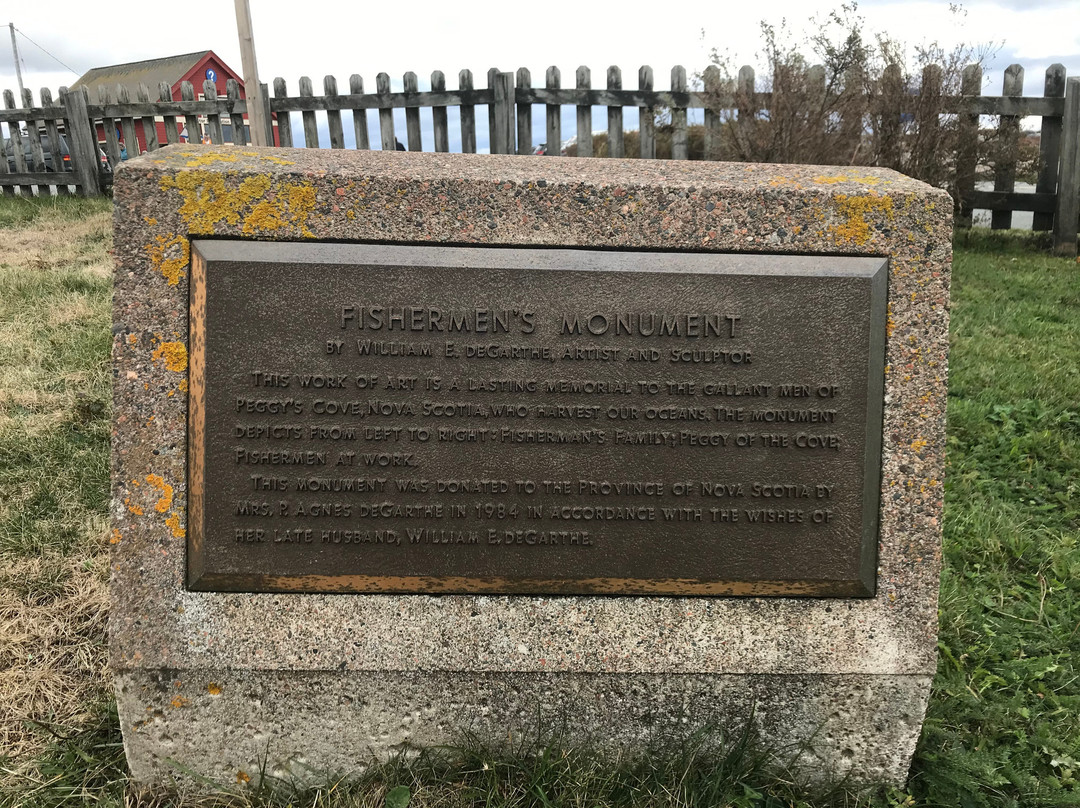 FISHERMEN'S MONUMENT
BY WILLIAM E. DEGARTHE, ARTIST AND SCULPTOR
THIS WORK OF ART IS A LASTING MEMORIAL TO THE GALLANT MEN OF
PEGGY'S COVE, NOVA SCOTIA, WHO HARVEST OUR OCEANS. THE MONUMENT
DEPICTS FROM LEFT TO RIGHT: FISHERMAN'S FAMILY; PEGGY OF THE COVE;
FISHERMEN AT WORK.
THIS MONUMENT WAS DONATED TO THE PROVINCE OF NOVA SCOTIA BY
MRS. P. AGNES DEGARTHE IN 1984 IN ACCORDANCE WITH THE WISHES OF
HER LATE HUSBAND, WILLIAM E. DEGARTHE.